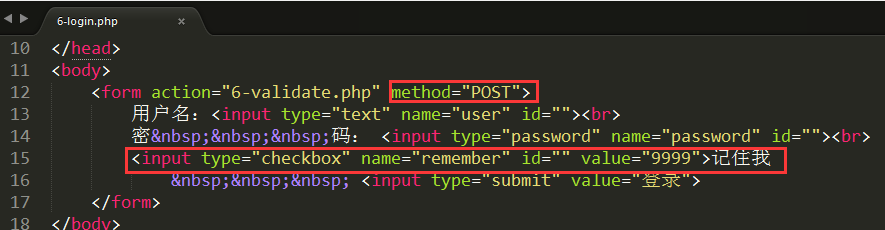 6-login.php ×
10 </head>
11 <body>
12 <form action="6-validate.php" method="POST">
13 用户名：<input type="text" name="user" id=""><br>
14 密&nbsp;&nbsp;码： <input type="password" name="password" id=""><br>
15 <input type="checkbox" name="remember" id="" value="9999">记住我
16 &nbsp;&nbsp;&nbsp; <input type="submit" value="登录">
17 </form>
18 </body>